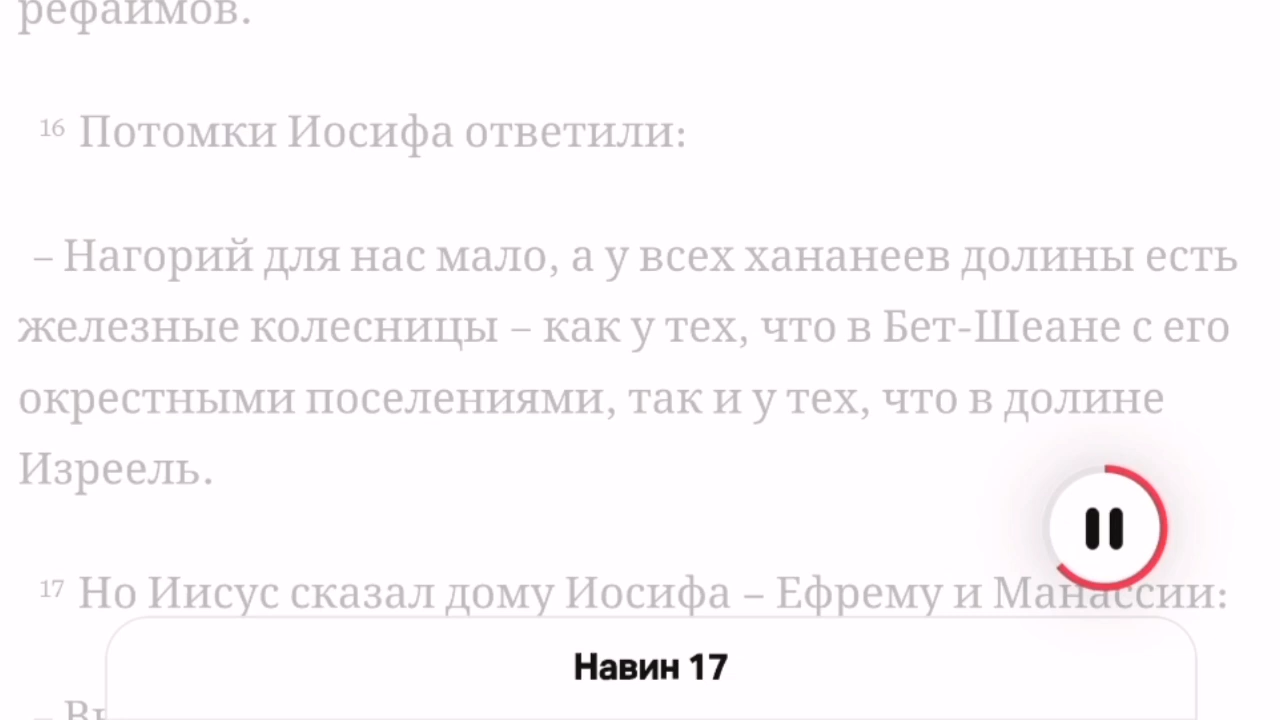 рефаимов.
16 Потомки Иосифа ответили:
– Нагорий для нас мало, а у всех хананеев долины есть
железные колесницы – как у тех, что в Бет-Шеане с его
окрестными поселениями, так и у тех, что в долине
Изреель.
17 Но Иисус сказал дому Иосифа – Ефрему и Манассии:
Навин 17